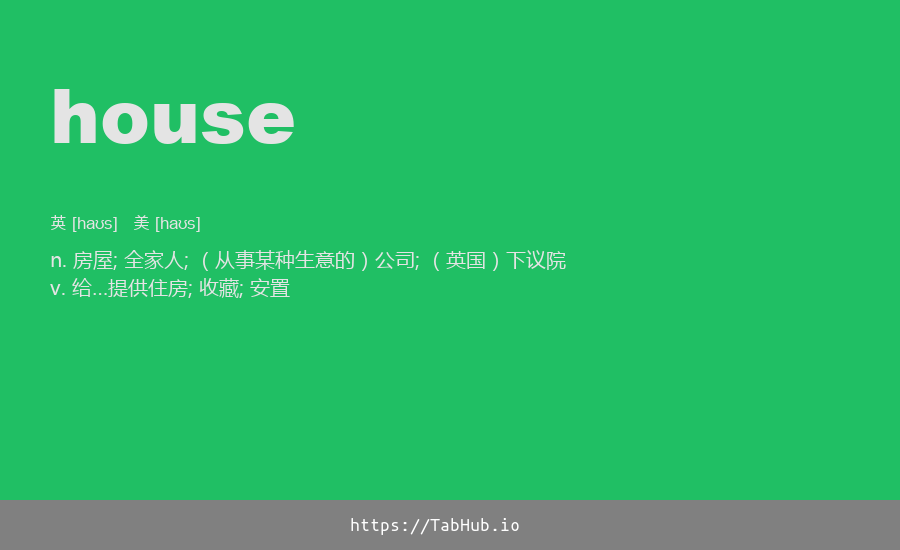 house
英 [haʊs] 美 [haʊs]
n. 房屋; 全家人; （从事某种生意的）公司; （英国）下议院
v. 给…提供住房; 收藏; 安置
https://TabHub.io